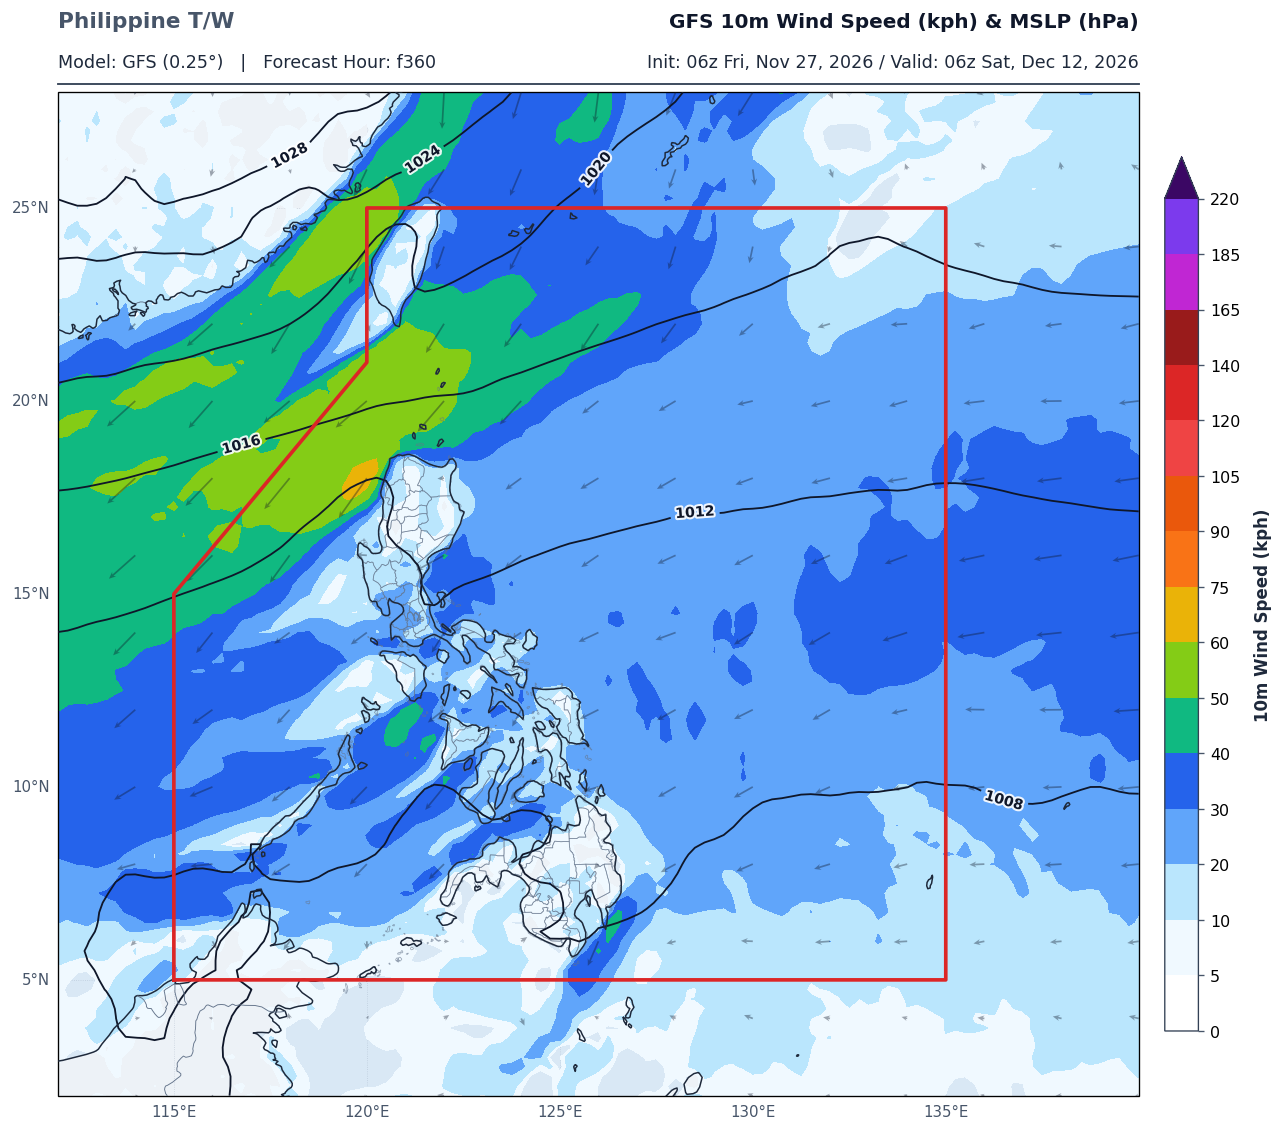 Philippine T/W
GFS 10m Wind Speed (kph) & MSLP (hPa)
Model: GFS (0.25°) | Forecast Hour: f360
Init: 06z Fri, Nov 27, 2026 / Valid: 06z Sat, Dec 12, 2026
1028
1024
1020
1016
1012
1008
25°N
20°N
15°N
10°N
5°N
115°E
120°E
125°E
130°E
135°E
220
185
165
140
120
105
90
75
60
50
40
30
20
10
5
0
10m Wind Speed (kph)